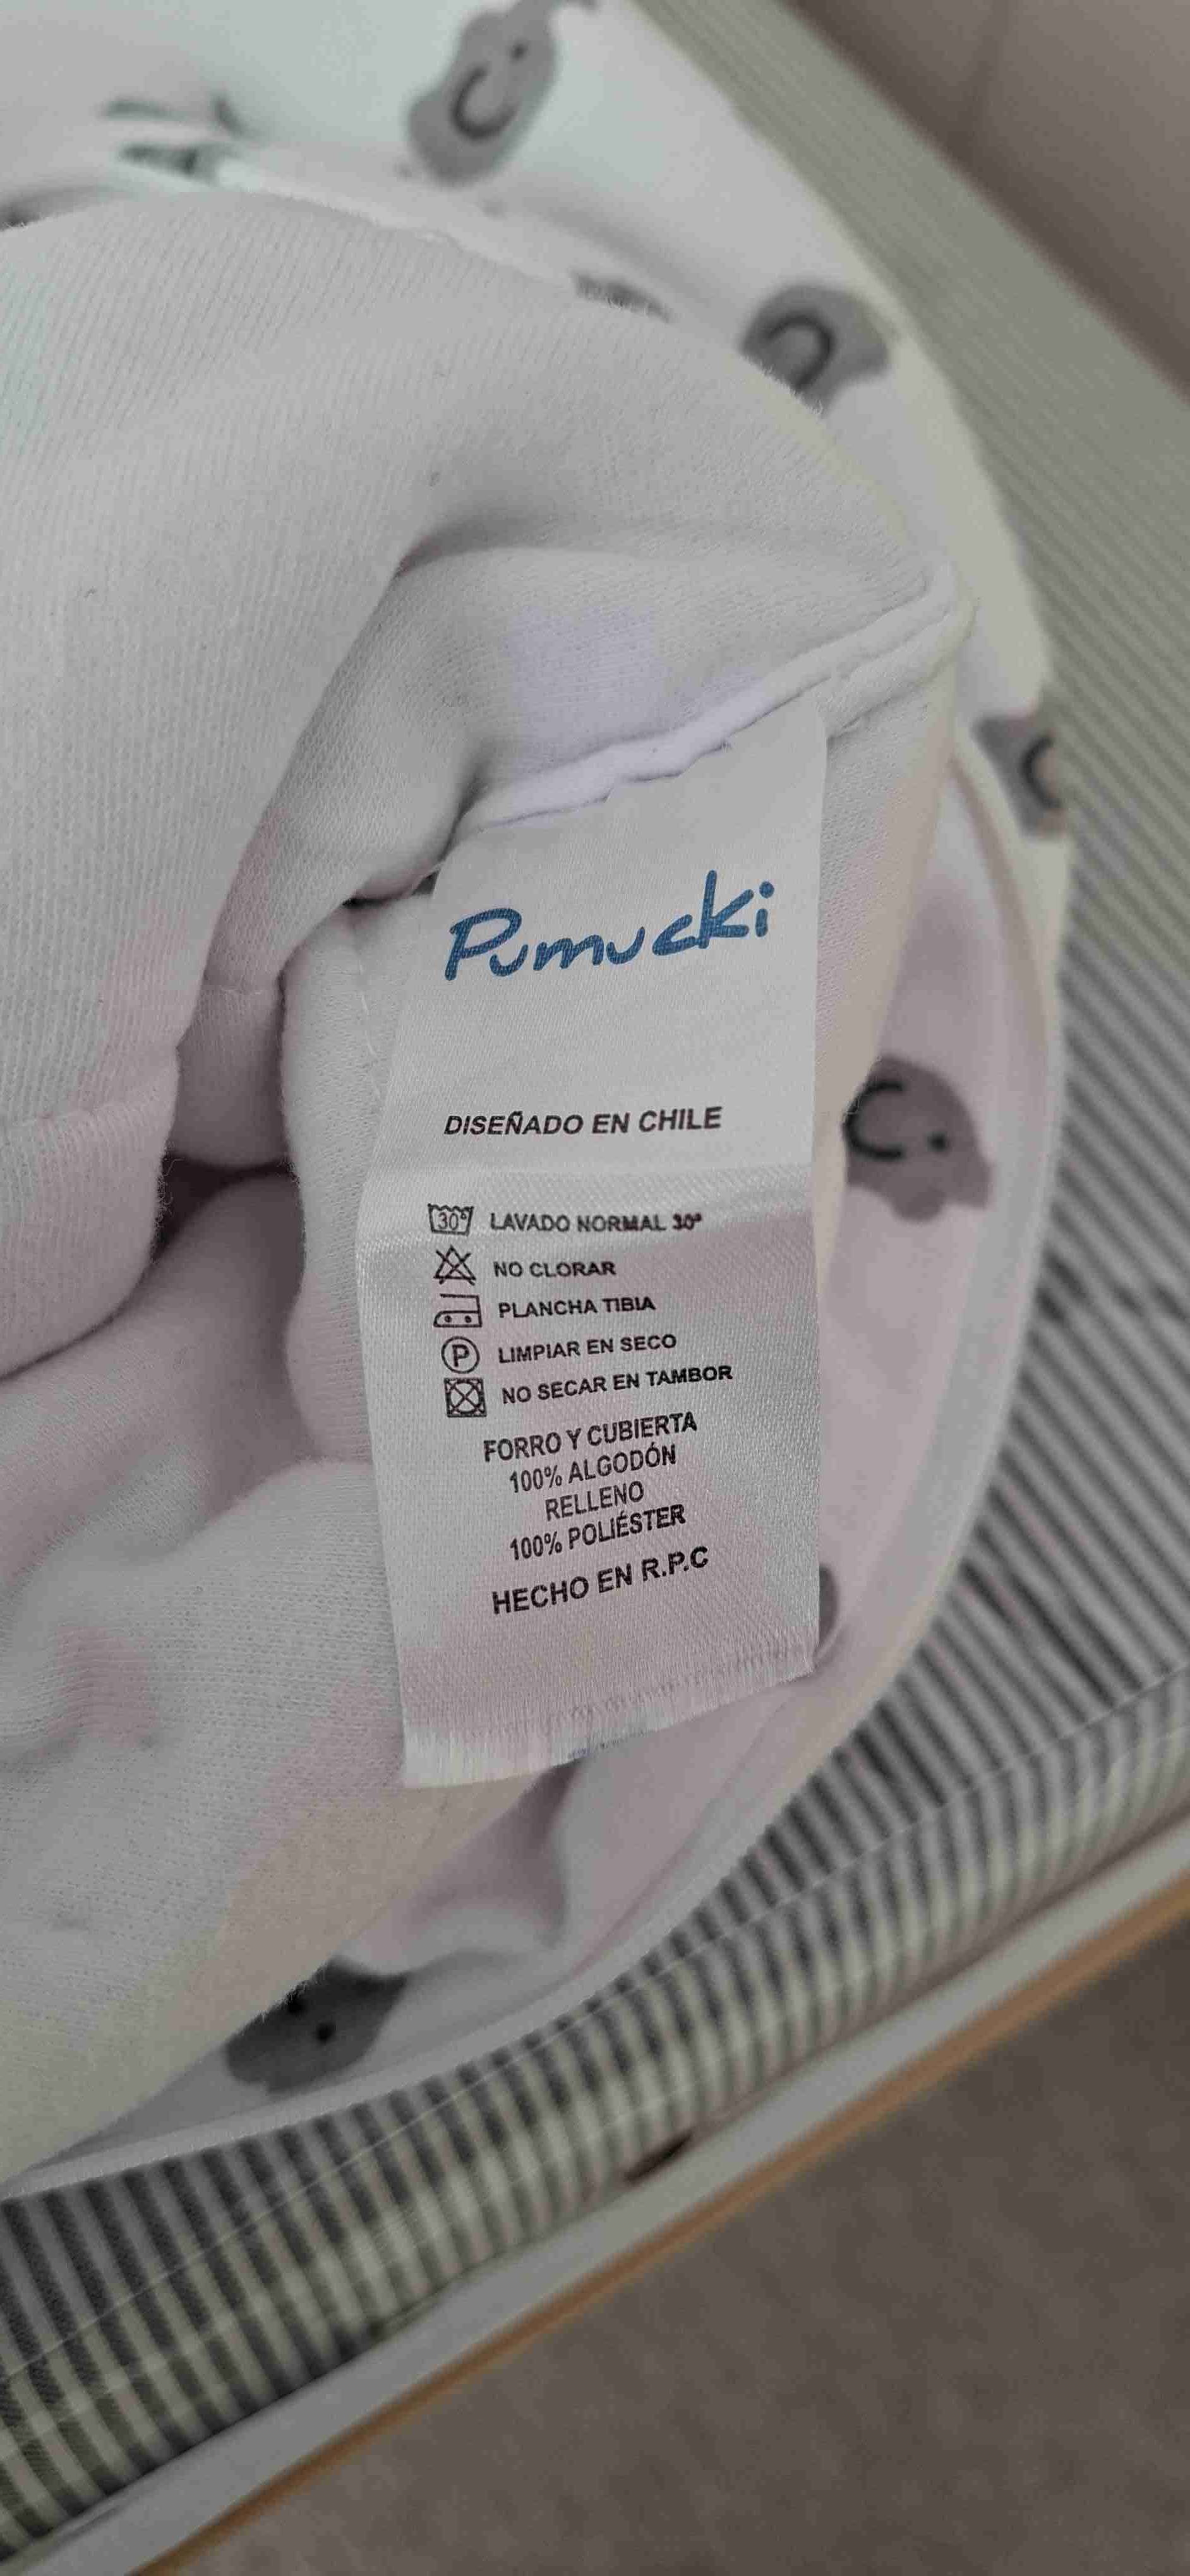 Pumucki
DISEÑADO EN CHILE
30° LAVADO NORMAL 30°
NO CLORAR
PLANCHA TIBIA
P LIMPIAR EN SECO
NO SECAR EN TAMBOR
FORRO Y CUBIERTA
100% ALGODÓN
RELLENO
100% POLIÉSTER
HECHO EN R.P.C